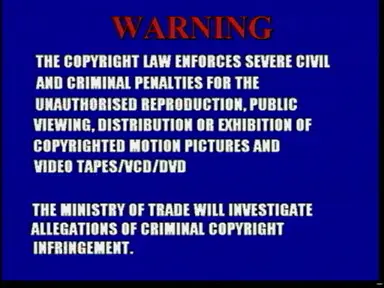 WARNING
THE COPYRIGHT LAW ENFORCES SEVERE CIVIL
AND CRIMINAL PENALTIES FOR THE
UNAUTHORISED REPRODUCTION, PUBLIC
VIEWING, DISTRIBUTION OR EXHIBITION OF
COPYRIGHTED MOTION PICTURES AND
VIDEO TAPES/VCD/DVD
THE MINISTRY OF TRADE WILL INVESTIGATE
ALLEGATIONS OF CRIMINAL COPYRIGHT
INFRINGEMENT.